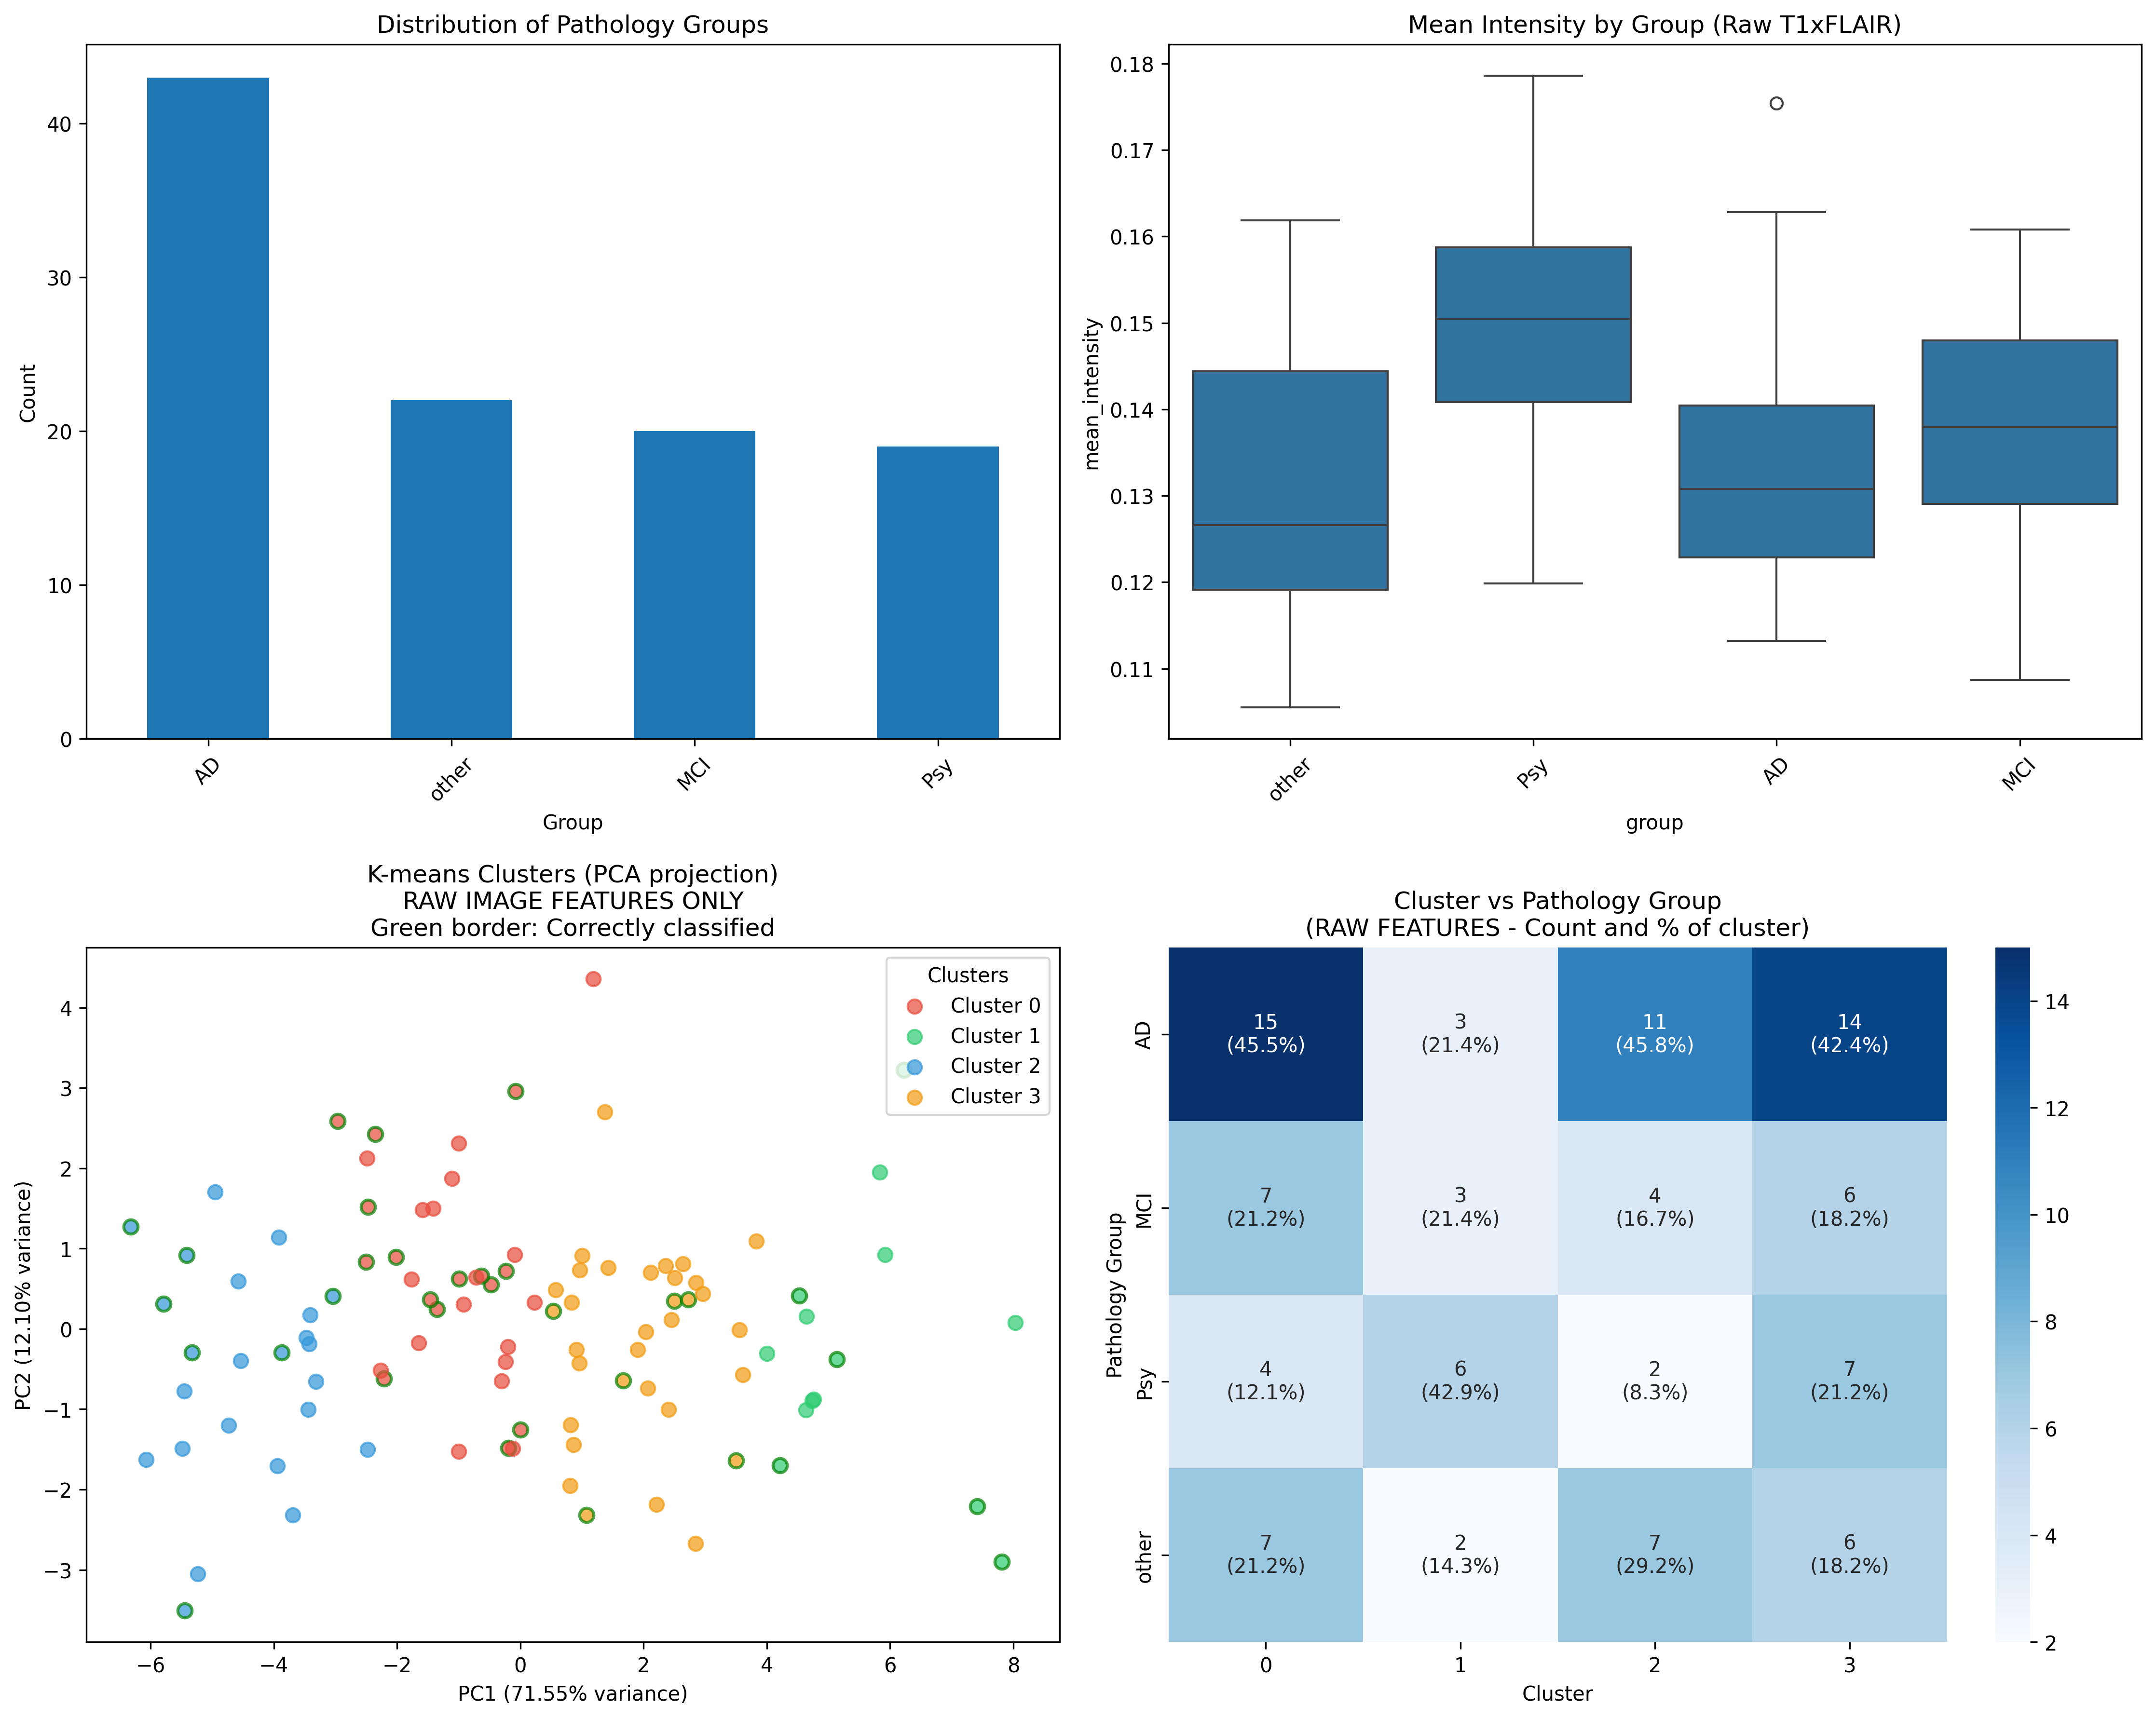 Distribution of Pathology Groups
Count
40
30
20
10
0
AD
other
MCI
Psy
Group
Mean Intensity by Group (Raw T1xFLAIR)
mean_intensity
0.18
0.17
0.16
0.15
0.14
0.13
0.12
0.11
other
Psy
AD
MCI
group
K-means Clusters (PCA projection)
RAW IMAGE FEATURES ONLY
Green border: Correctly classified
PC2 (12.10% variance)
4
3
2
1
0
−1
−2
−3
Clusters
Cluster 0
Cluster 1
Cluster 2
Cluster 3
−6
−4
−2
0
2
4
6
8
PC1 (71.55% variance)
Cluster vs Pathology Group
(RAW FEATURES - Count and % of cluster)
Pathology Group
AD
15
(45.5%)
3
(21.4%)
11
(45.8%)
14
(42.4%)
MCI
7
(21.2%)
3
(21.4%)
4
(16.7%)
6
(18.2%)
Psy
4
(12.1%)
6
(42.9%)
2
(8.3%)
7
(21.2%)
other
7
(21.2%)
2
(14.3%)
7
(29.2%)
6
(18.2%)
0
1
2
3
Cluster
14
12
10
8
6
4
2